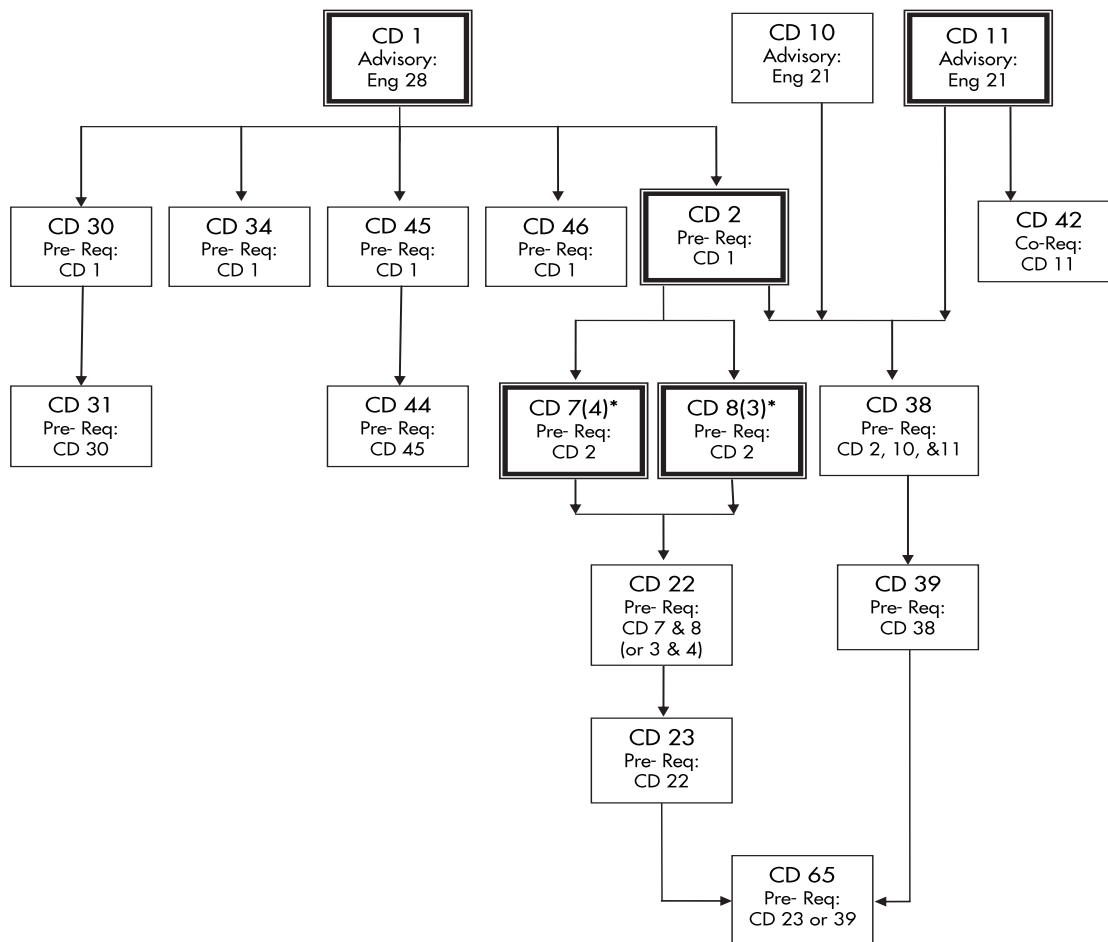 CD 1
Advisory:
Eng 28
CD 10
Advisory:
Eng 21
CD 11
Advisory:
Eng 21
CD 30
Pre- Req:
CD 1
CD 34
Pre- Req:
CD 1
CD 45
Pre- Req:
CD 1
CD 46
Pre- Req:
CD 1
CD 2
Pre- Req:
CD 1
CD 42
Co-Req:
CD 11
CD 31
Pre- Req:
CD 30
CD 44
Pre- Req:
CD 45
CD 7(4)*
Pre- Req:
CD 2
CD 8(3)*
Pre- Req:
CD 2
CD 38
Pre- Req:
CD 2, 10, &11
CD 22
Pre- Req:
CD 7 & 8
(or 3 & 4)
CD 39
Pre- Req:
CD 38
CD 23
Pre- Req:
CD 22
CD 65
Pre- Req:
CD 23 or 39